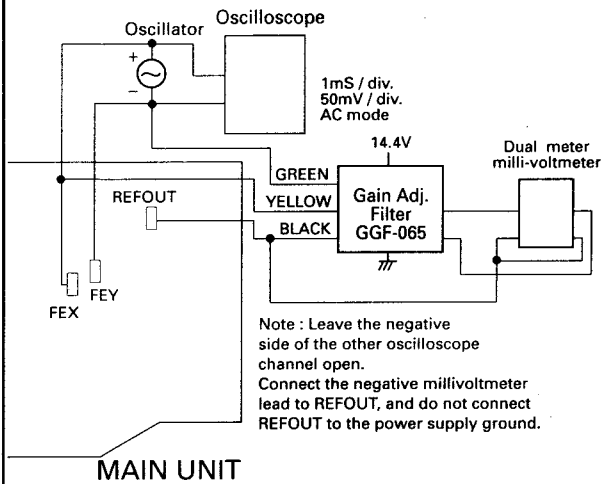 Oscilloscope
Oscillator
+
−
1mS / div.
50mV / div.
AC mode
14.4V
Dual meter
milli-voltmeter
GREEN
YELLOW
BLACK
Gain Adj.
Filter
GGF-065
REFOUT
FEY
FEX
Note : Leave the negative
side of the other oscilloscope
channel open.
Connect the negative millivoltmeter
lead to REFOUT, and do not connect
REFOUT to the power supply ground.
MAIN UNIT